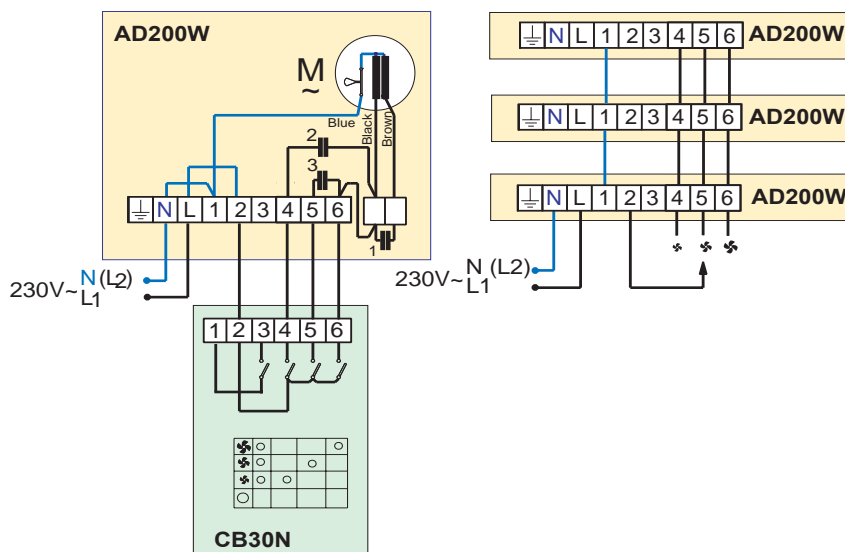 AD200W
M
~
Blue
Black
Brown
2
3
N L 1 2 3 4 5 6
1
230V~ N (L2)
L1
1 2 3 4 5 6
CB30N
N L 1 2 3 4 5 6 AD200W
N L 1 2 3 4 5 6 AD200W
N L 1 2 3 4 5 6 AD200W
230V~ N (L2)
L1